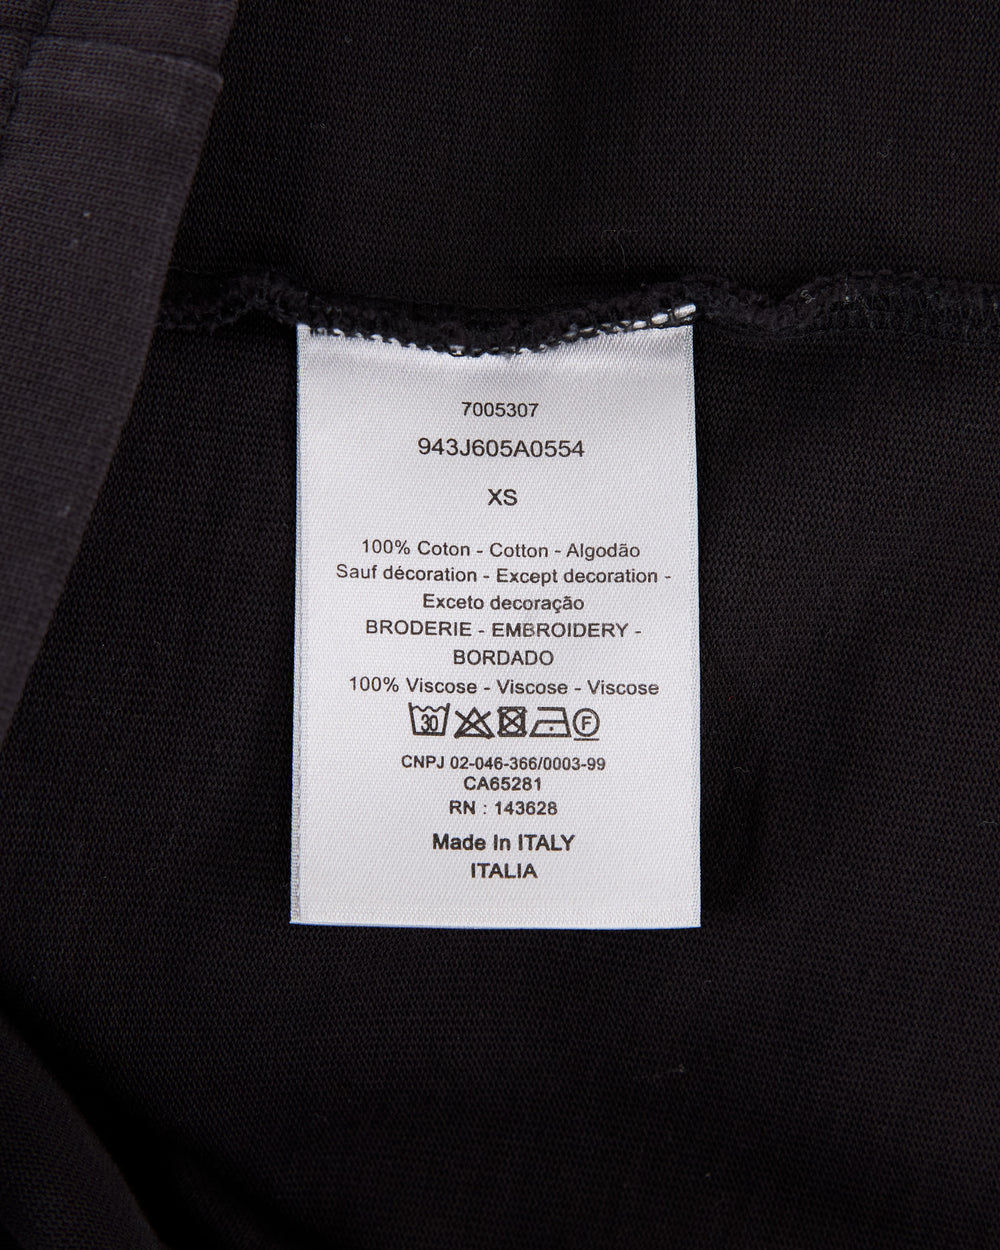 7005307
943J605A0554
XS
100% Coton - Cotton - Algodão
Sauf décoration - Except decoration -
Exceto decoração
BRODERIE - EMBROIDERY -
BORDADO
100% Viscose - Viscose - Viscose
30 F
CNPJ 02-046-366/0003-99
CA65281
RN : 143628
Made In ITALY
ITALIA